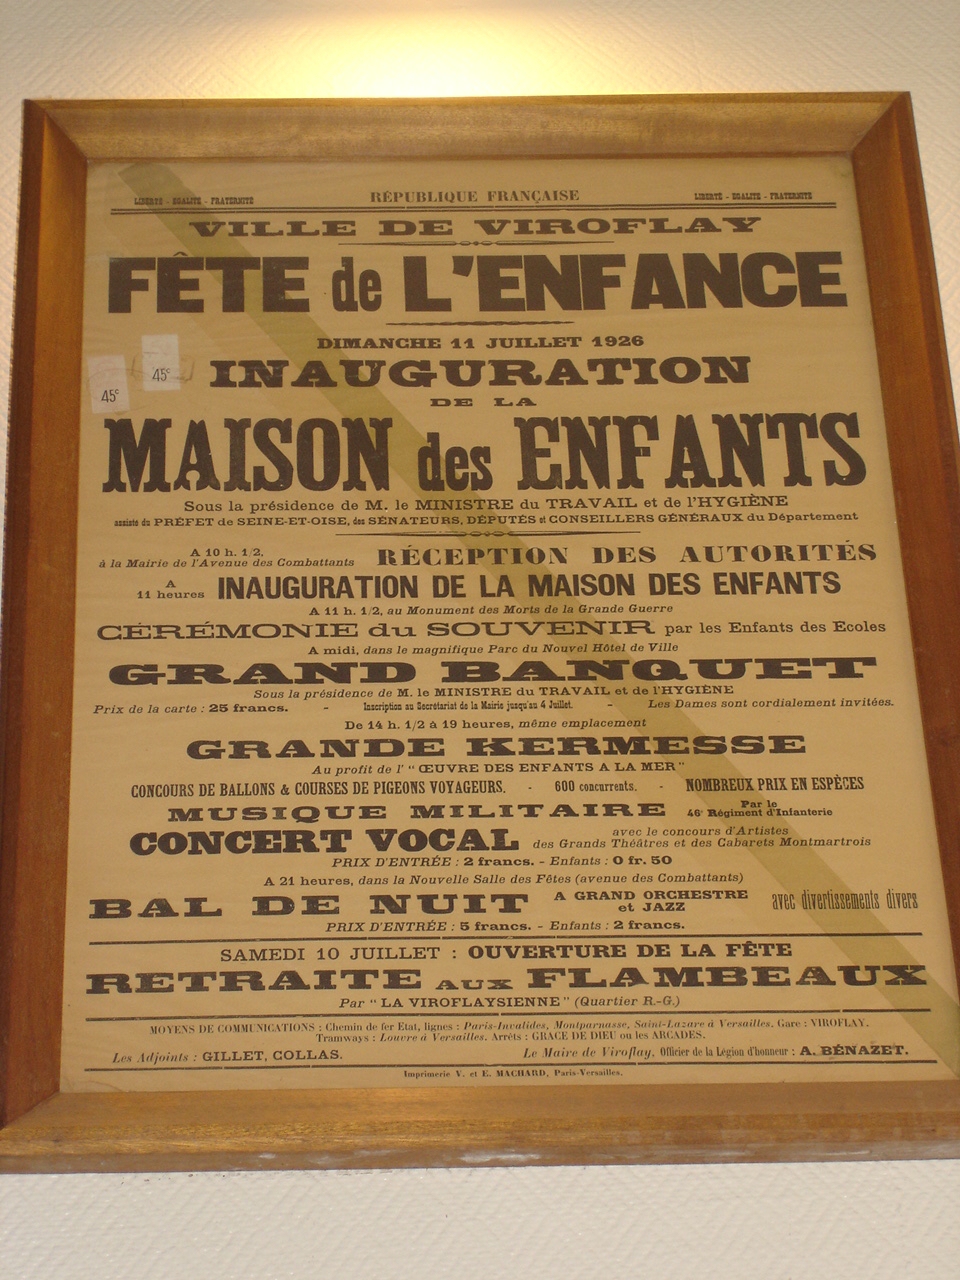 LIBERTÉ - EGALITÉ - FRATERNITÉ RÉPUBLIQUE FRANÇAISE LIBERTÉ - EGALITÉ - FRATERNITÉ
VILLE DE VIROFLAY
FÊTE de L'ENFANCE
DIMANCHE 11 JUILLET 1926
45c
45c
INAUGURATION
DE LA
MAISON des ENFANTS
Sous la présidence de M. le MINISTRE du TRAVAIL et de l'HYGIÈNE
assisté du PRÉFET de SEINE-ET-OISE, des SÉNATEURS, DÉPUTÉS et CONSEILLERS GÉNÉRAUX du Département
A 10 h. 1/2,
à la Mairie de l'Avenue des Combattants RÉCEPTION DES AUTORITÉS
A
11 heures INAUGURATION DE LA MAISON DES ENFANTS
A 11 h. 1/2, au Monument des Morts de la Grande Guerre
CÉRÉMONIE du SOUVENIR par les Enfants des Ecoles
A midi, dans le magnifique Parc du Nouvel Hôtel de Ville
GRAND BANQUET
Sous la présidence de M. le MINISTRE du TRAVAIL et de l'HYGIÈNE
Prix de la carte : 25 francs. - Inscription au Secrétariat de la Mairie jusqu'au 4 Juillet. - Les Dames sont cordialement invitées.
De 14 h. 1/2 à 19 heures, même emplacement
GRANDE KERMESSE
Au profit de l' "ŒUVRE DES ENFANTS A LA MER"
CONCOURS DE BALLONS & COURSES DE PIGEONS VOYAGEURS. - 600 concurrents. - NOMBREUX PRIX EN ESPÈCES
MUSIQUE MILITAIRE Par le
46e Régiment d'Infanterie
CONCERT VOCAL avec le concours d'Artistes
des Grands Théâtres et des Cabarets Montmartrois
PRIX D'ENTRÉE : 2 francs. - Enfants : 0 fr. 50
A 21 heures, dans la Nouvelle Salle des Fêtes (avenue des Combattants)
BAL DE NUIT A GRAND ORCHESTRE
et JAZZ avec divertissements divers
PRIX D'ENTRÉE : 5 francs. - Enfants : 2 francs.
SAMEDI 10 JUILLET : OUVERTURE DE LA FÊTE
RETRAITE AUX FLAMBEAUX
Par "LA VIROFLAYSIENNE" (Quartier R.-G.)
MOYENS DE COMMUNICATIONS : Chemin de fer Etat, lignes : Paris-Invalides, Montparnasse, Saint-Lazare à Versailles. Gare : VIROFLAY.
Tramways : Louvre à Versailles. Arrêts : GRACE DE DIEU ou les ARCADES.
Les Adjoints : GILLET, COLLAS. Le Maire de Viroflay, Officier de la Légion d'honneur : A. BÉNAZET.
Imprimerie V. et E. MACHARD, Paris-Versailles.